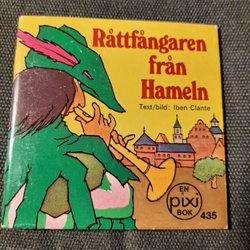 Råttfångaren
från
Hameln
Text/bild: Iben Clante
EN
pixi
BOK
435